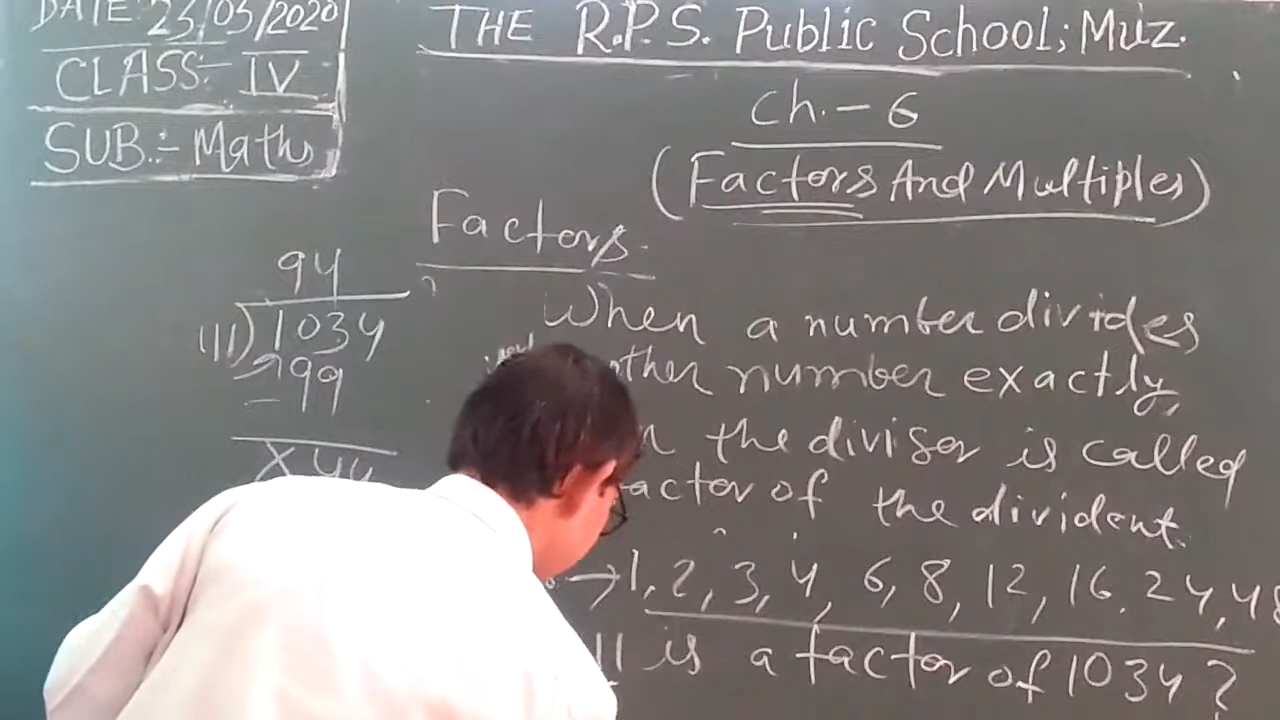 DATE: 23/05/2020
CLASS:- IV
SUB.:- Maths
THE R.P.S. Public School; Muz.
Ch. - 6
(Factors And Multiples)
Factors
94
11)1034
-99
X 44
When a number divides
other number exactly,
the divisor is called
factor of the divident.
→1, 2, 3, 4, 6, 8, 12, 16, 24, 48
11 is a factor of 1034?